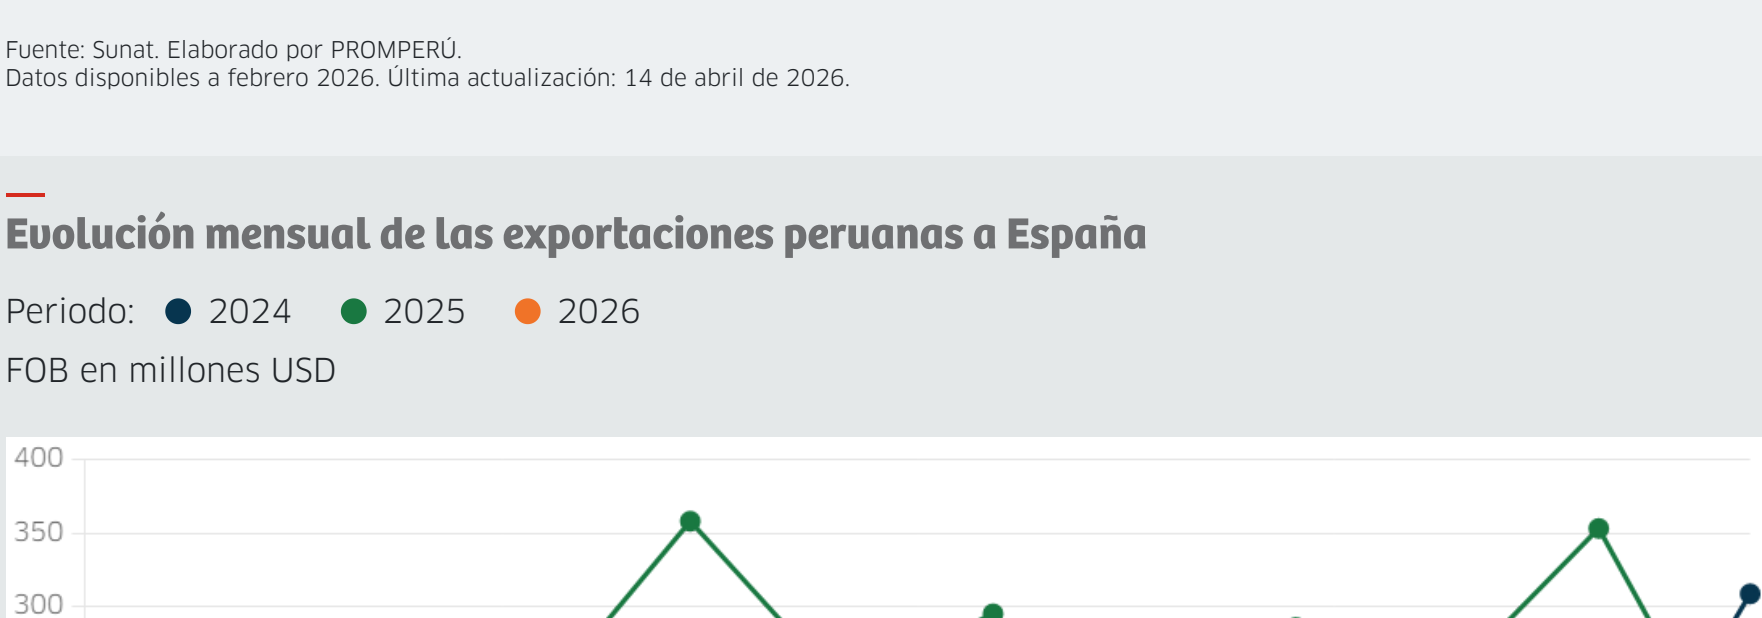 Fuente: Sunat. Elaborado por PROMPERÚ.
Datos disponibles a febrero 2026. Última actualización: 14 de abril de 2026.
Evolución mensual de las exportaciones peruanas a España
Periodo: 2024 2025 2026
FOB en millones USD
400
350
300